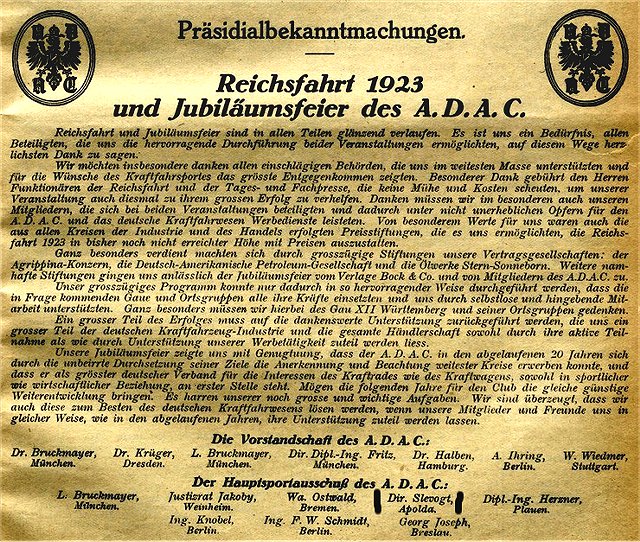 Präsidialbekanntmachungen.
Reichsfahrt 1923
und Jubiläumsfeier des A.D.A.C.
Reichsfahrt und Jubiläumsfeier sind in allen Teilen glänzend verlaufen. Es ist uns ein Bedürfnis, allen
Beteiligten, die uns die hervorragende Durchführung beider Veranstaltungen ermöglichten, auf diesem Wege herz-
lichsten Dank zu sagen.
Wir möchten insbesondere danken allen einschlägigen Behörden, die uns im weitesten Masse unterstützten und
für die Wünsche des Kraftfahrsportes das grösste Entgegenkommen zeigten. Besonderer Dank gebührt den Herren
Funktionären der Reichsfahrt und der Tages- und Fachpresse, die keine Mühe und Kosten scheuten, um unserer
Veranstaltung auch diesmal zu ihrem grossen Erfolg zu verhelfen. Danken müssen wir im besonderen auch unseren
Mitgliedern, die sich bei beiden Veranstaltungen beteiligten und dadurch unter nicht unerheblichen Opfern für den
A.D.A.C und das deutsche Kraftfahrwesen Werbedienste leisteten. Von besonderem Werte für uns waren auch die
aus allen Kreisen der Industrie und des Handels erfolgten Preisstiftungen, die es uns ermöglichten, die Reichs-
fahrt 1923 in bisher noch nicht erreichter Höhe mit Preisen auszustatten.
Ganz besonders verdient machten sich durch grosszügige Stiftungen unsere Vertragsgesellschaften: der
Agrippina-Konzern, die Deutsch-Amerikanische Petroleum-Gesellschaft und die Ölwerke Stern-Sonneborn. Weitere nam-
hafte Stiftungen gingen uns anlässlich der Jubiläumsfeier vom Verlage Bock & Co. und von Mitgliedern des A.D.A.C. zu.
Unser grosszügiges Programm konnte nur dadurch in so hervorragender Weise durchgeführt werden, dass die
in Frage kommenden Gaue und Ortsgruppen alle ihre Kräfte einsetzten und uns durch selbstlose und hingebende Mit-
arbeit unterstützten. Ganz besonders müssen wir hierbei des Gau XII Württemberg und seiner Ortsgruppen gedenken.
Ein grosser Teil des Erfolges muss auf die dankenswerte Unterstützung zurückgeführt werden, die uns ein
grosser Teil der deutschen Kraftfahrzeug-Industrie und die gesamte Händlerschaft sowohl durch ihre aktive Teil-
nahme als wie durch Unterstützung unserer Werbetätigkeit zuteil werden liess.
Unsere Jubiläumsfeier zeigte uns mit Genugtuung, dass der A.D.A.C. in den abgelaufenen 20 Jahren sich
durch die unbeirrte Durchsetzung seiner Ziele die Anerkennung und Beachtung weitester Kreise erwerben konnte, und
dass er als grösster deutscher Verband für die Interessen des Kraftrades wie des Kraftwagens, sowohl in sportlicher
wie wirtschaftlicher Beziehung, an erster Stelle steht. Mögen die folgenden Jahre für den Club die gleiche günstige
Weiterentwicklung bringen. Es harren unserer noch grosse und wichtige Aufgaben. Wir sind überzeugt, dass wir
auch diese zum Besten des deutschen Kraftfahrwesens lösen werden, wenn unsere Mitglieder und Freunde uns in
gleicher Weise, wie in den abgelaufenen Jahren, ihre Unterstützung zuteil werden lassen.
Die Vorstandschaft des A.D.A.C.:
Dr. Bruckmayer, Dr. Krüger, L. Bruckmayer, Dir. Dipl.-Ing. Fritz, Dr. Halben, A. Ihring, W. Wiedmer,
München. Dresden. München. München. Hamburg. Berlin. Stuttgart.
Der Hauptsportausschuß des A.D.A.C.:
L. Bruckmayer, Justizrat Jakoby, Wa. Ostwald, Dir. Slevogt, Dipl.-Ing. Herzner,
München. Weinheim. Bremen. Apolda. Plauen.
Ing. Knobel, Ing. F. W. Schmidt, Georg Joseph,
Berlin. Berlin. Breslau.